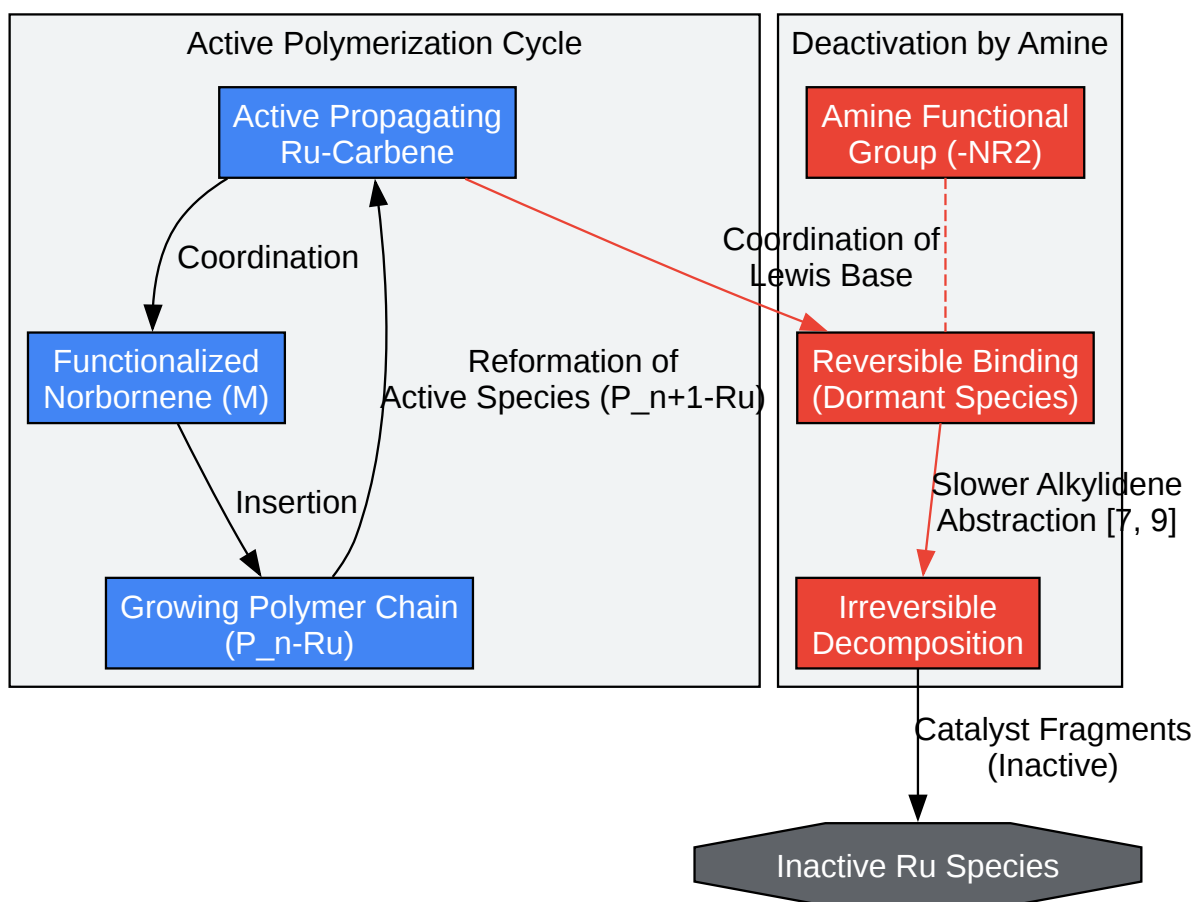 Active Polymerization Cycle
Deactivation by Amine
Active Propagating
Ru-Carbene
Amine Functional
Group (-NR2)
Coordination
Coordination of
Lewis Base
Functionalized
Norbornene (M)
Reformation of
Active Species (P_n+1-Ru)
Reversible Binding
(Dormant Species)
Insertion
Slower Alkylidene
Abstraction [7, 9]
Growing Polymer Chain
(P_n-Ru)
Irreversible
Decomposition
Catalyst Fragments
(Inactive)
Inactive Ru Species